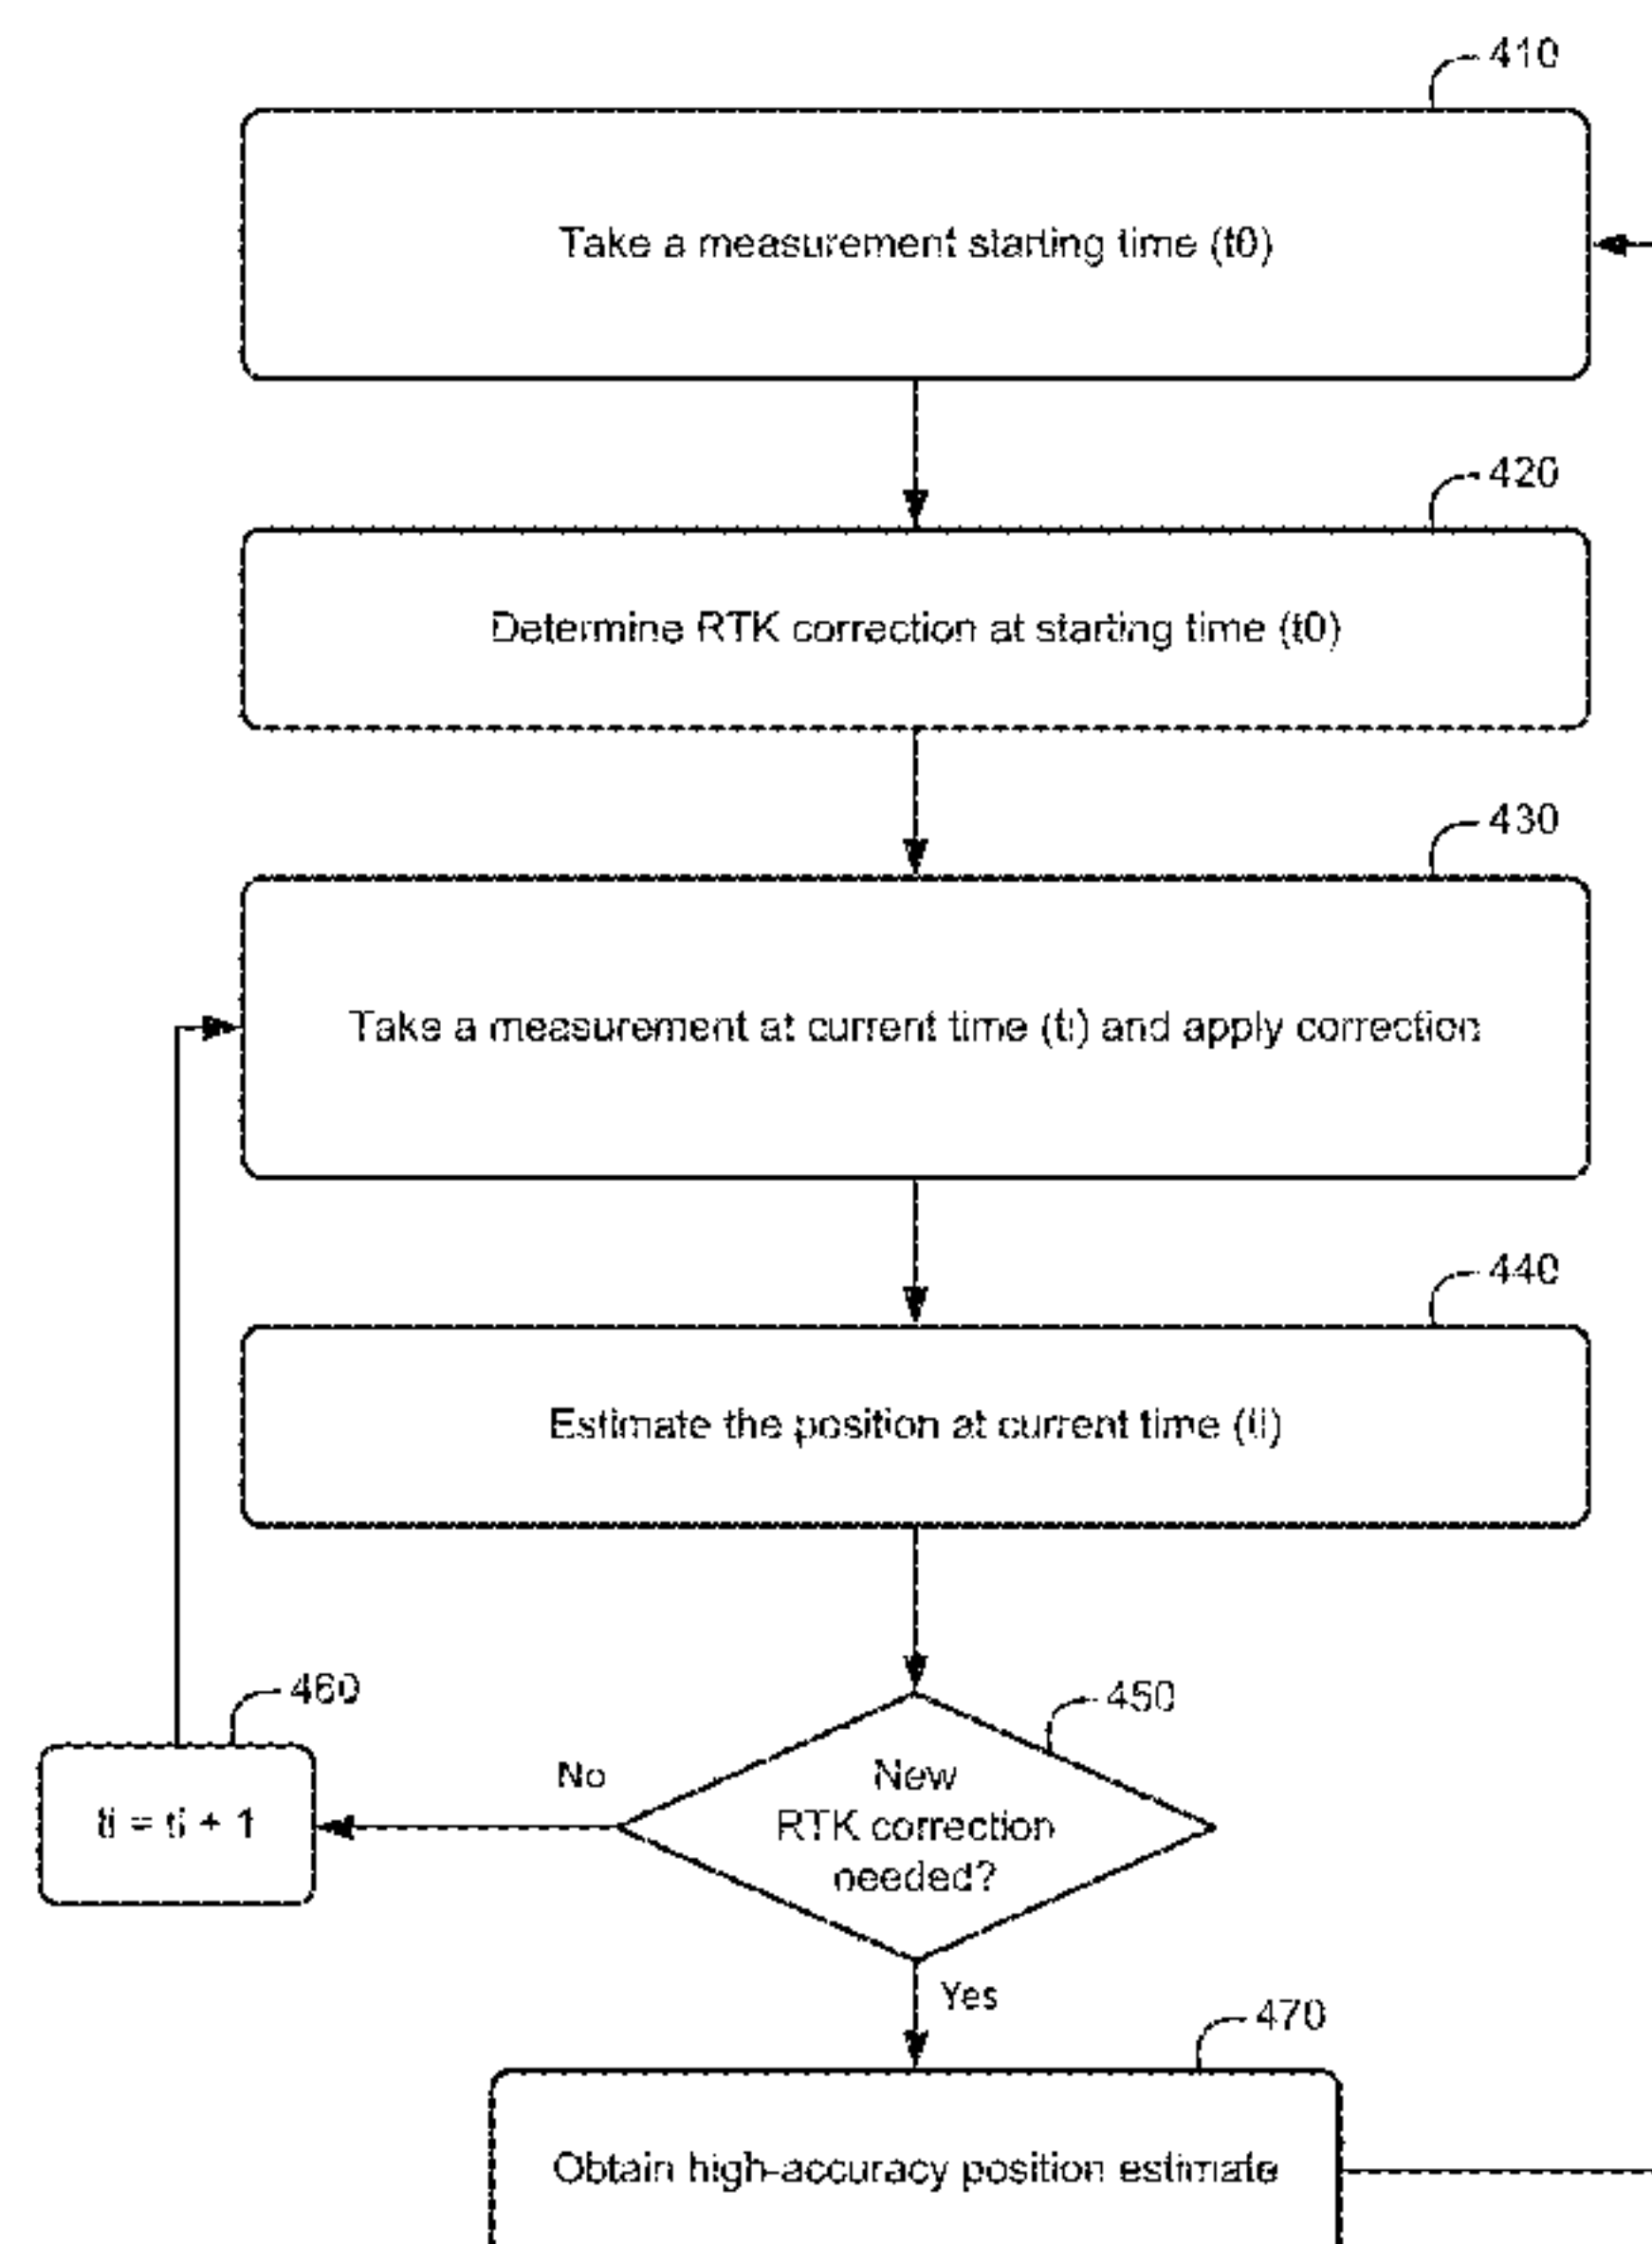 410
Take a measurement starting time (t0)
420
Determine RTK correction at starting time (t0)
430
Take a measurement at current time (ti) and apply correction
440
Estimate the position at current time (ti)
460
450
No
New
RTK correction
needed?
ti = ti + 1
Yes
470
Obtain high-accuracy position estimate